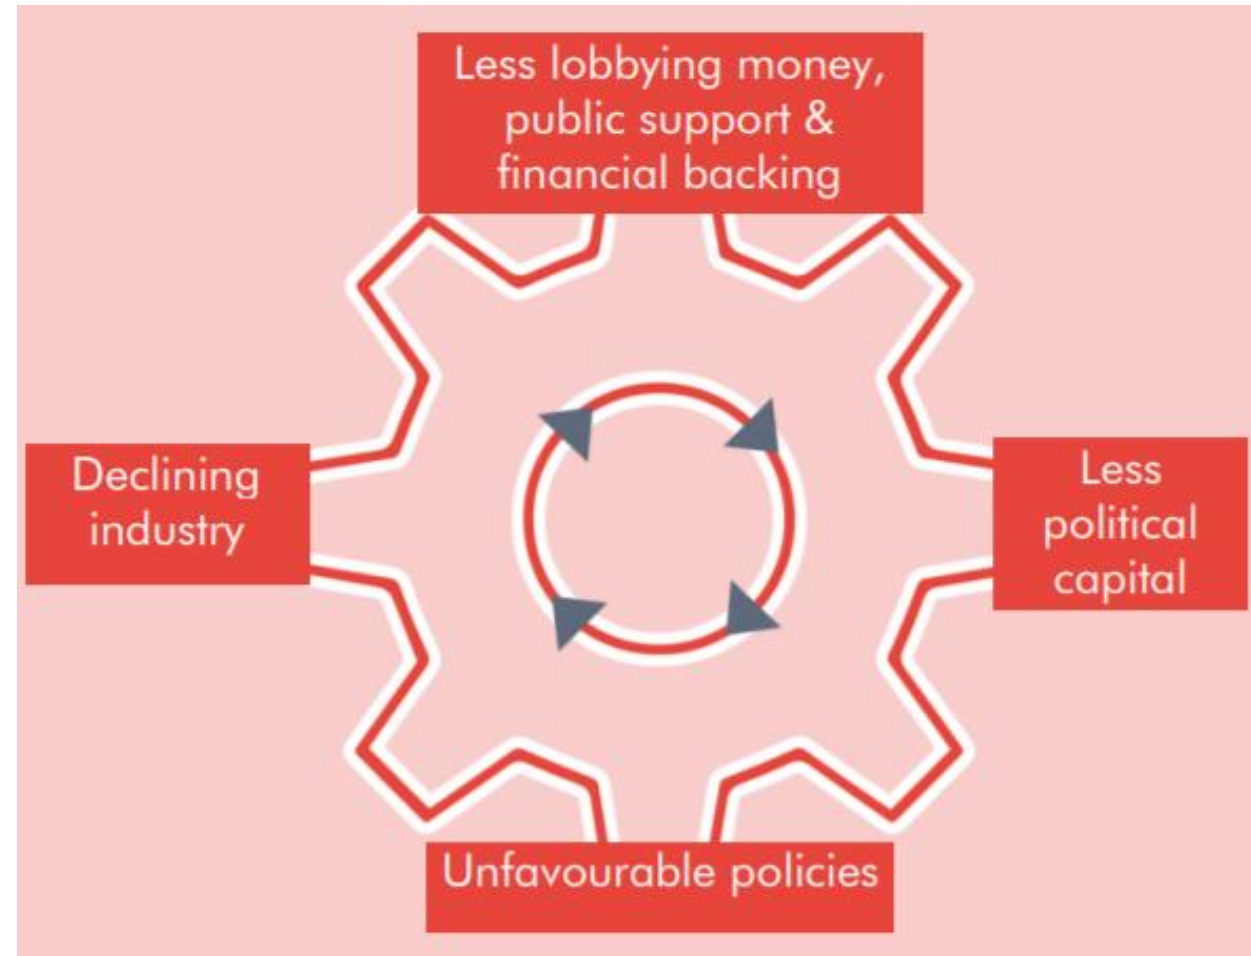 Less lobbying money,
public support &
financial backing
Declining
industry
Less
political
capital
Unfavourable policies